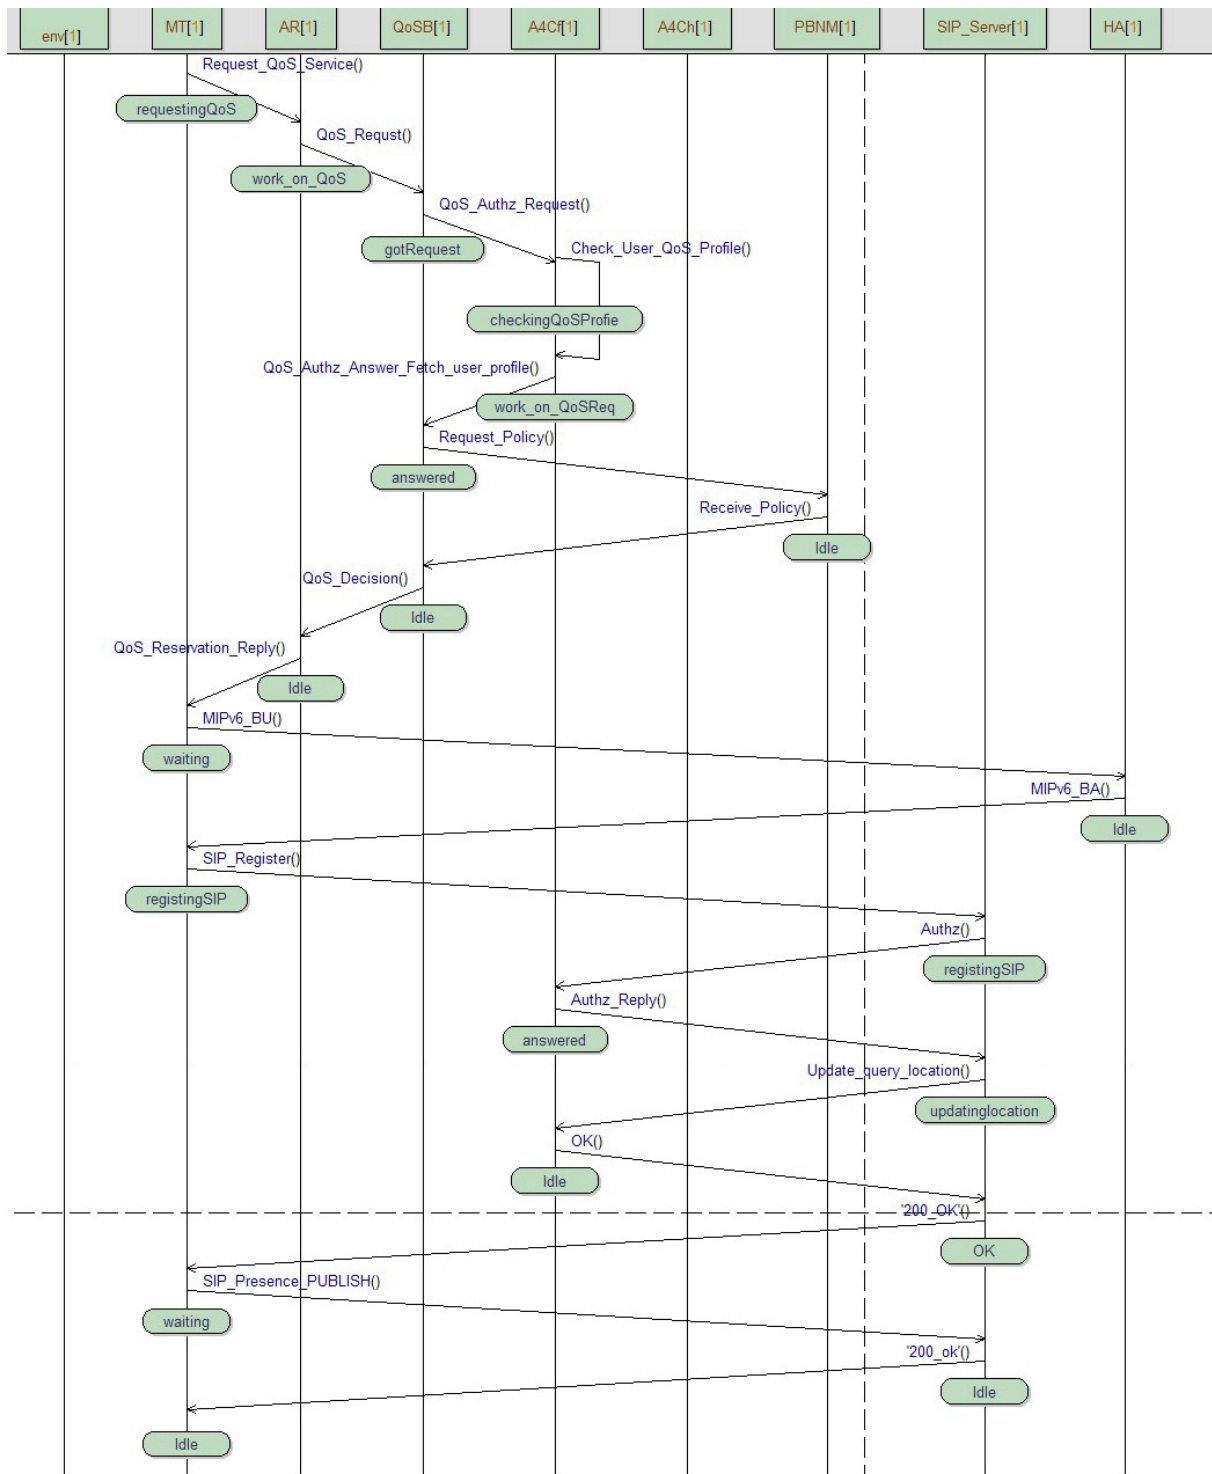 env[1]
MT[1]
AR[1]
QoSB[1]
A4Cf[1]
A4Ch[1]
PBNM[1]
SIP_Server[1]
HA[1]
Request_QoS_Service()
requestingQoS
QoS_Requst()
work_on_QoS
QoS_Authz_Request()
gotRequest
Check_User_QoS_Profile()
checkingQoSProfie
QoS_Authz_Answer_Fetch_user_profile()
work_on_QoSReq
Request_Policy()
answered
Receive_Policy()
Idle
QoS_Decision()
Idle
QoS_Reservation_Reply()
Idle
MIPv6_BU()
waiting
MIPv6_BA()
Idle
SIP_Register()
registingSIP
Authz()
registingSIP
Authz_Reply()
answered
Update_query_location()
updatinglocation
OK()
Idle
'200_OK'()
OK
SIP_Presence_PUBLISH()
waiting
'200_ok'()
Idle
Idle